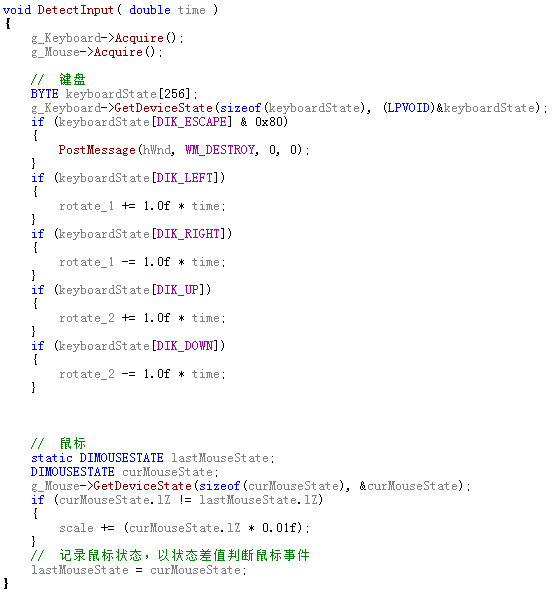 void DetectInput( double time )
{
    g_Keyboard->Acquire();
    g_Mouse->Acquire();

    //  键盘
    BYTE keyboardState[256];
    g_Keyboard->GetDeviceState(sizeof(keyboardState), (LPVOID)&keyboardState);
    if (keyboardState[DIK_ESCAPE] & 0x80)
    {
        PostMessage(hWnd, WM_DESTROY, 0, 0);
    }
    if (keyboardState[DIK_LEFT])
    {
        rotate_1 += 1.0f * time;
    }
    if (keyboardState[DIK_RIGHT])
    {
        rotate_1 -= 1.0f * time;
    }
    if (keyboardState[DIK_UP])
    {
        rotate_2 += 1.0f * time;
    }
    if (keyboardState[DIK_DOWN])
    {
        rotate_2 -= 1.0f * time;
    }

    //  鼠标
    static DIMOUSESTATE lastMouseState;
    DIMOUSESTATE curMouseState;
    g_Mouse->GetDeviceState(sizeof(curMouseState), &curMouseState);
    if (curMouseState.lZ != lastMouseState.lZ)
    {
        scale += (curMouseState.lZ * 0.01f);
    }
    //  记录鼠标状态，以状态差值判断鼠标事件
    lastMouseState = curMouseState;
}